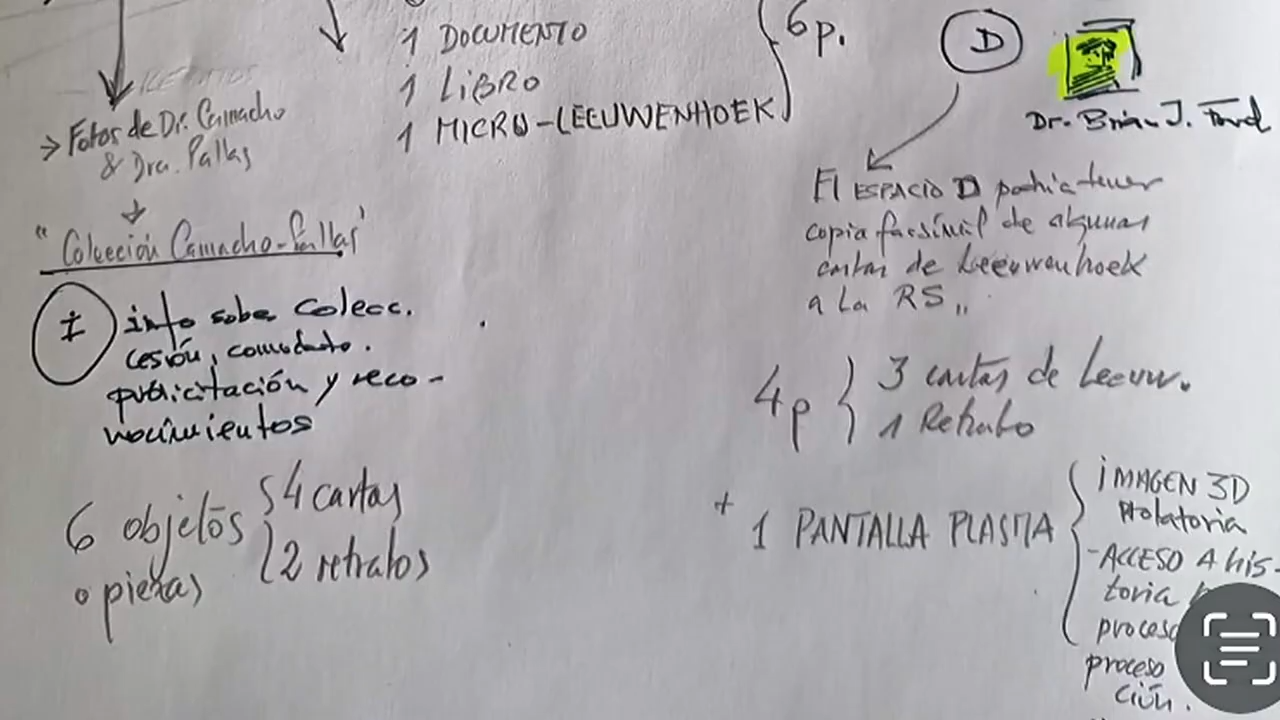 1 DOCUMENTO
1 LiBRO
1 MICRO-LEEUWENHOEK
6 p.
D
Dr. Brian J. Ford
> Fotos de Dr. Camacho
& Dra. Pallas
"Colección Camacho-Pallas"
I
info sobre Colecc.
cesión, comodato.
publicitación y reco-
nocimientos
6 objetos
o piezas
4 cartas
2 retratos
El ESPACIO D podría tener
copia facsímil de algunas
cartas de Leeuwenhoek
a La RS
4p
3 cartas de Leeuw.
1 Retrato
+ 1 PANTALLA PLASMA
iMAGEN 3D
-ACCESO A his-
toria
proceso
ción.